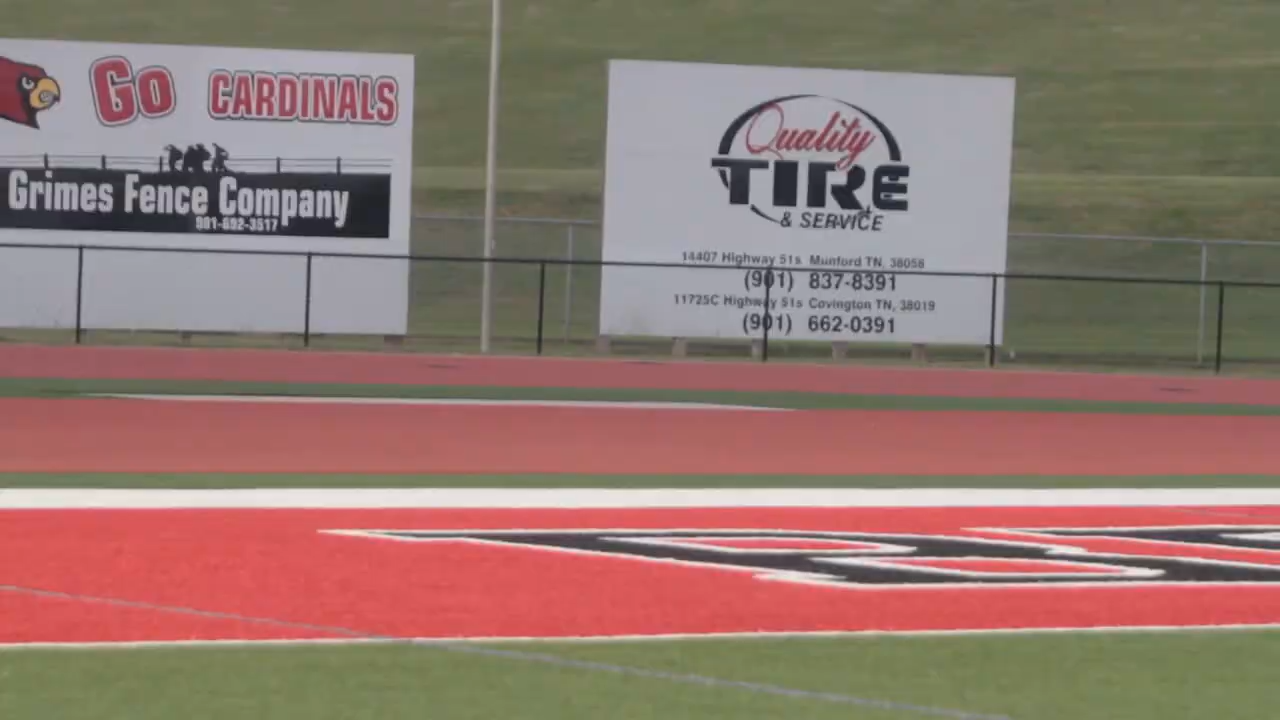 Go CARDINALS
Grimes Fence Company
901-692-3517
Quality
TIRE
& SERVICE
14407 Highway 51s Munford TN, 38058
(901) 837-8391
11725C Highway 51s Covington TN, 38019
(901) 662-0391
B